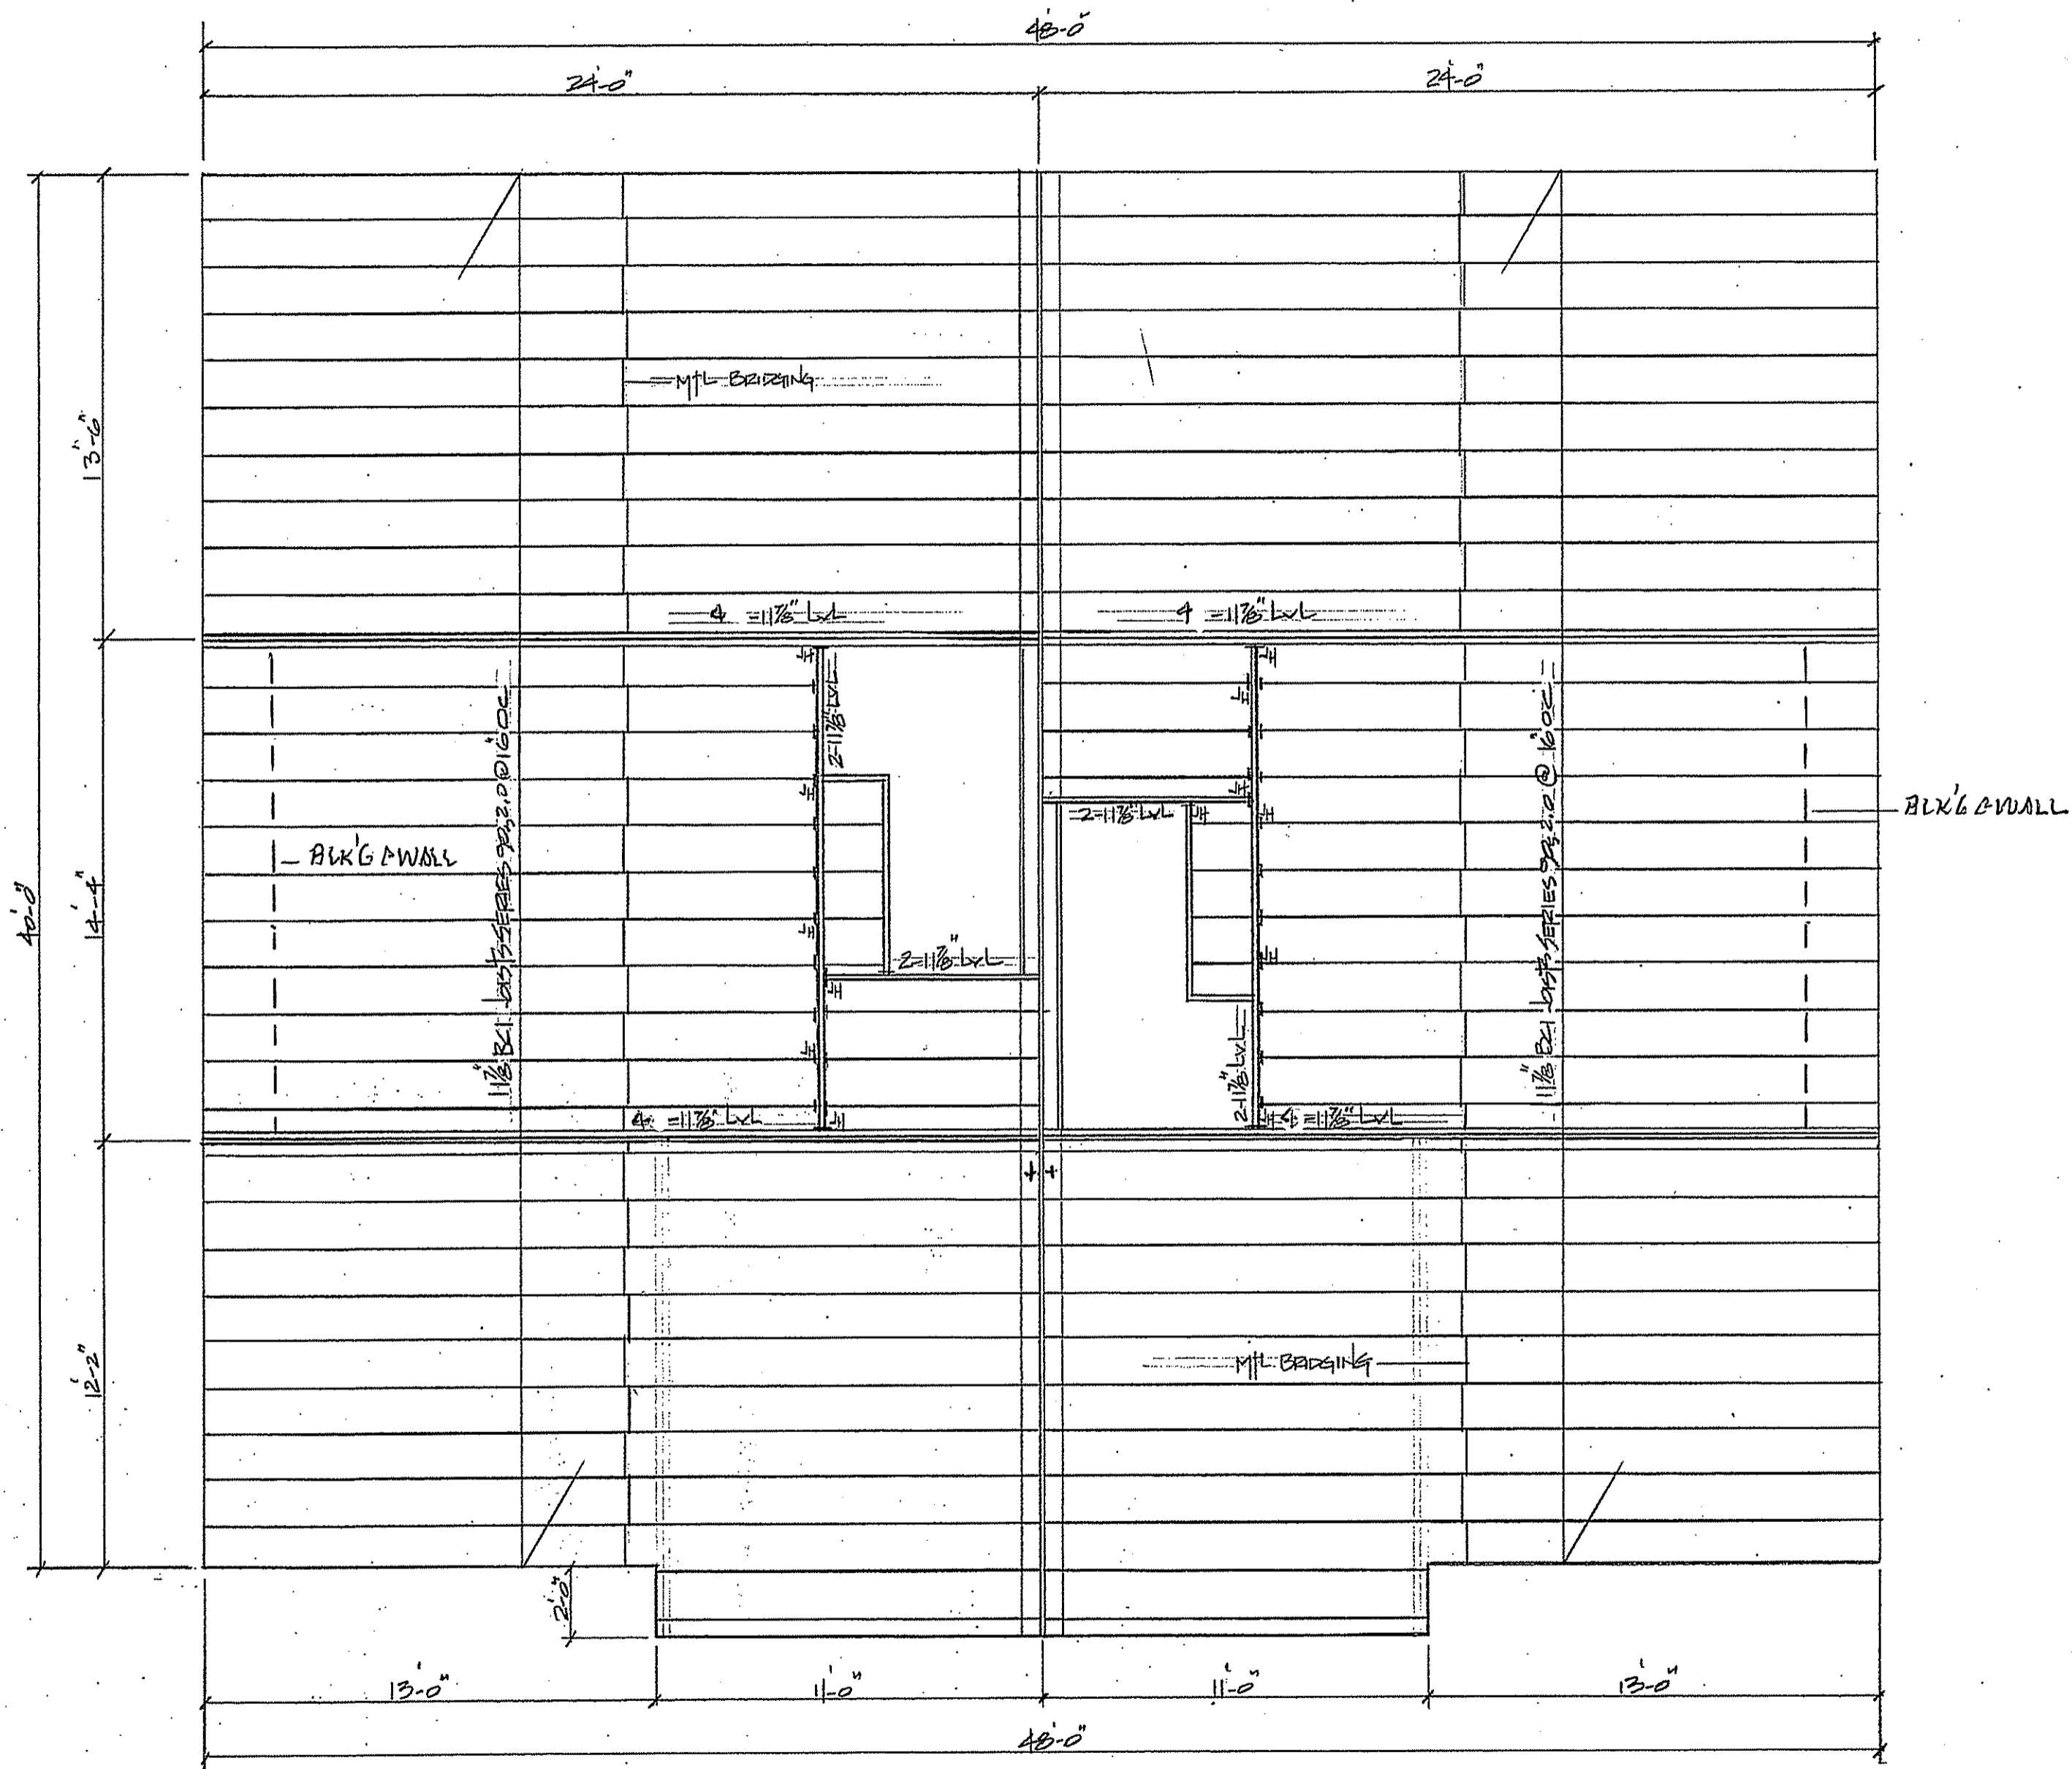 48'-0"
24'-0"
24'-0"
MTL BRIDGING
13'-6"
4 - 11 7/8" LVL
4 - 11 7/8" LVL
2-11 7/8" LVL
11 7/8" BCI JOISTS SERIES 90s 2.0 @ 16" OC
11 7/8" BCI JOISTS SERIES 90s 2.0 @ 16" OC
BLK'G @ WALL
2-11 7/8" LVL
BLK'G @ WALL
40'-0"
14'-4"
2-11 7/8" LVL
2-11 7/8" LVL
4 - 11 7/8" LVL
4 - 11 7/8" LVL
12'-2"
MTL BRIDGING
2'-0"
13'-0"
11'-0"
11'-0"
13'-0"
48'-0"